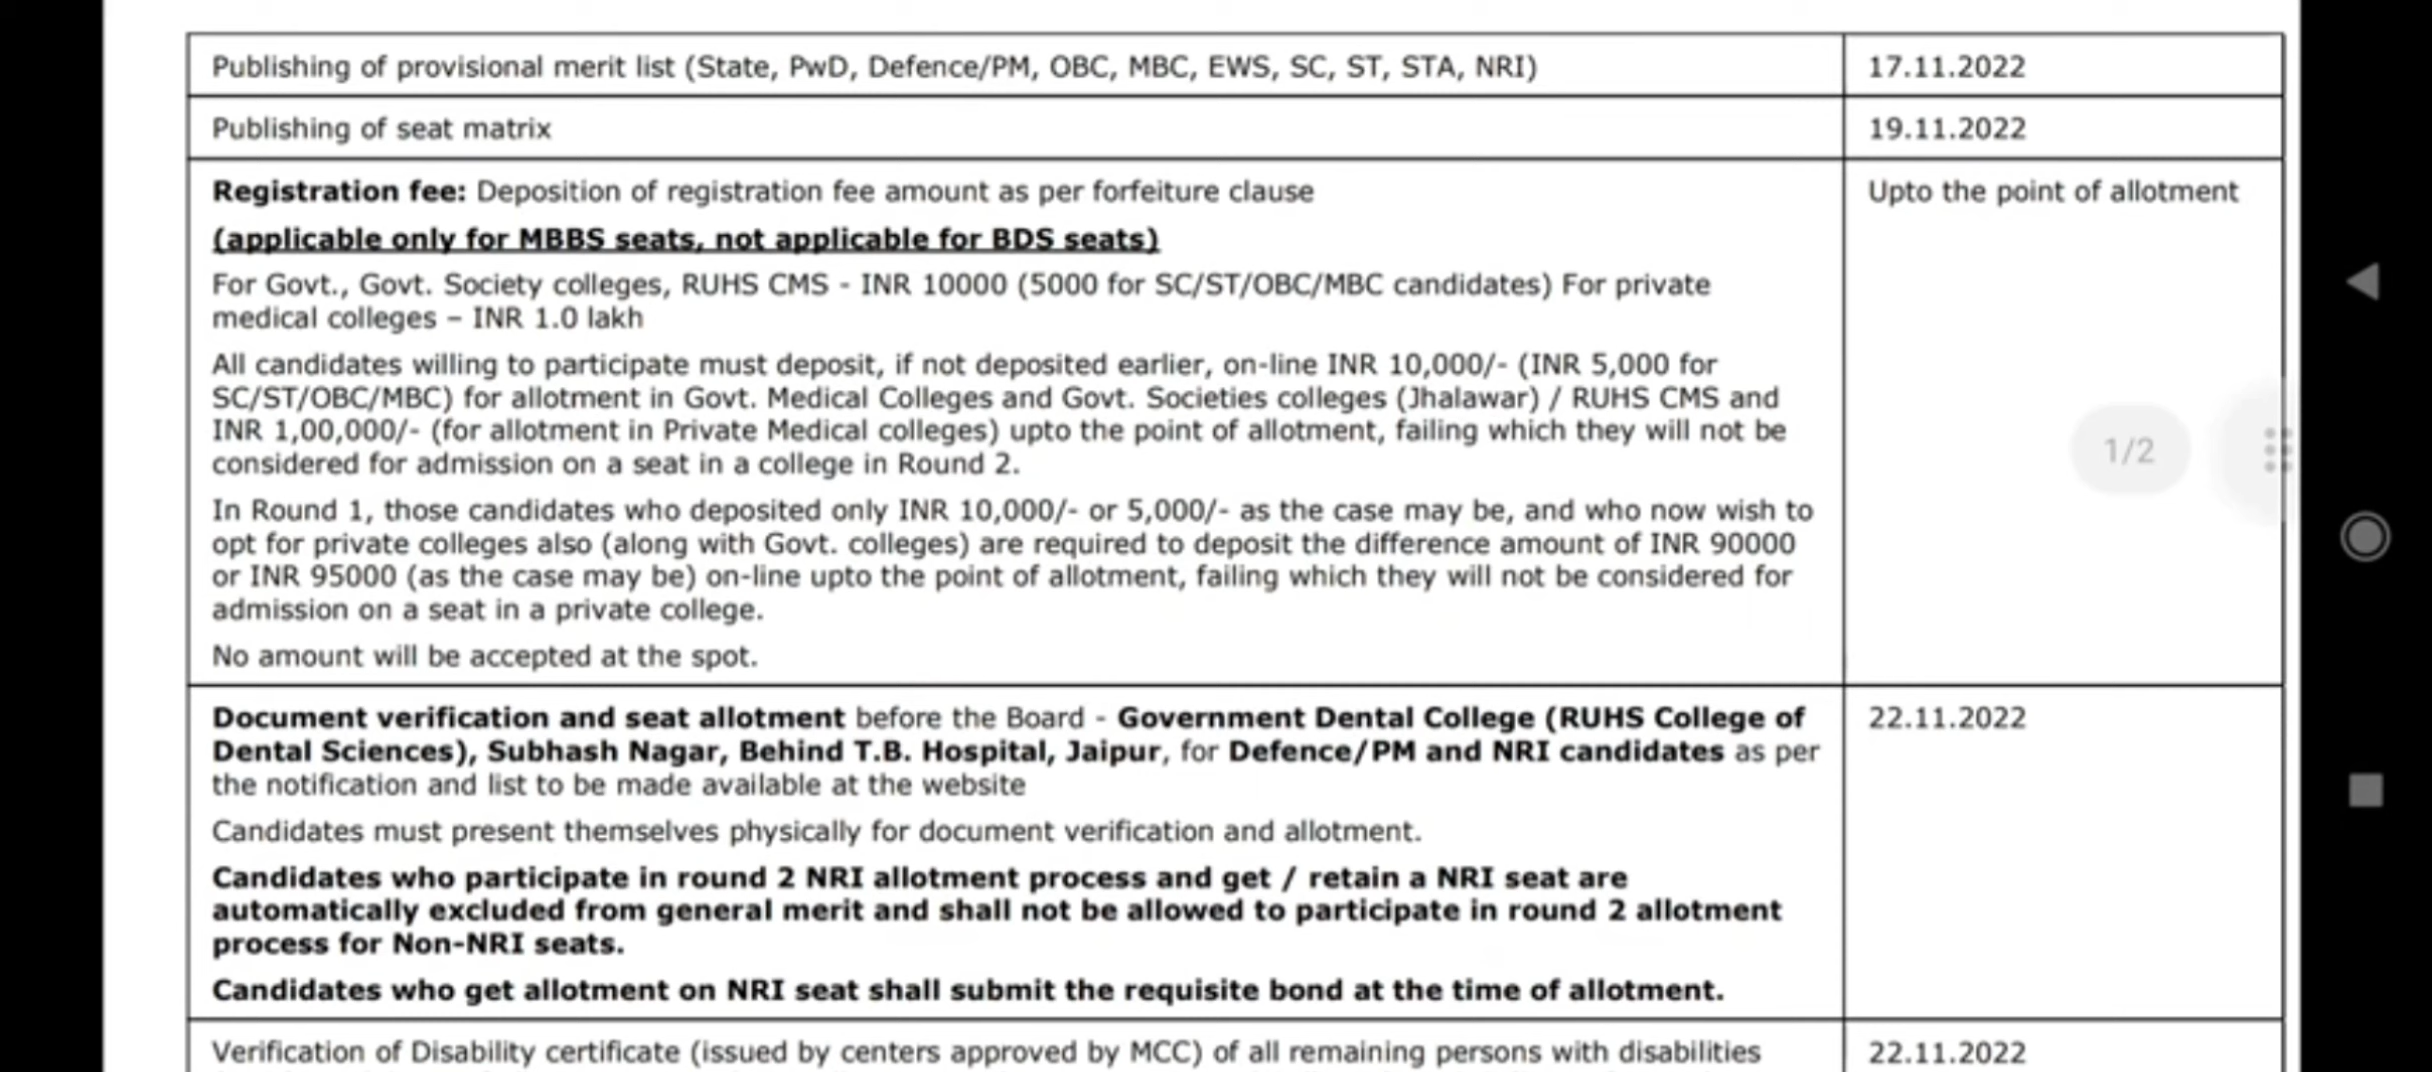 Publishing of provisional merit list (State, PwD, Defence/PM, OBC, MBC, EWS, SC, ST, STA, NRI)
17.11.2022
Publishing of seat matrix
19.11.2022
Registration fee: Deposition of registration fee amount as per forfeiture clause
Upto the point of allotment
(applicable only for MBBS seats, not applicable for BDS seats)
For Govt., Govt. Society colleges, RUHS CMS - INR 10000 (5000 for SC/ST/OBC/MBC candidates) For private
medical colleges – INR 1.0 lakh
All candidates willing to participate must deposit, if not deposited earlier, on-line INR 10,000/- (INR 5,000 for
SC/ST/OBC/MBC) for allotment in Govt. Medical Colleges and Govt. Societies colleges (Jhalawar) / RUHS CMS and
INR 1,00,000/- (for allotment in Private Medical colleges) upto the point of allotment, failing which they will not be
considered for admission on a seat in a college in Round 2.
In Round 1, those candidates who deposited only INR 10,000/- or 5,000/- as the case may be, and who now wish to
opt for private colleges also (along with Govt. colleges) are required to deposit the difference amount of INR 90000
or INR 95000 (as the case may be) on-line upto the point of allotment, failing which they will not be considered for
admission on a seat in a private college.
No amount will be accepted at the spot.
1/2
Document verification and seat allotment before the Board - Government Dental College (RUHS College of
Dental Sciences), Subhash Nagar, Behind T.B. Hospital, Jaipur, for Defence/PM and NRI candidates as per
the notification and list to be made available at the website
22.11.2022
Candidates must present themselves physically for document verification and allotment.
Candidates who participate in round 2 NRI allotment process and get / retain a NRI seat are
automatically excluded from general merit and shall not be allowed to participate in round 2 allotment
process for Non-NRI seats.
Candidates who get allotment on NRI seat shall submit the requisite bond at the time of allotment.
Verification of Disability certificate (issued by centers approved by MCC) of all remaining persons with disabilities
22.11.2022